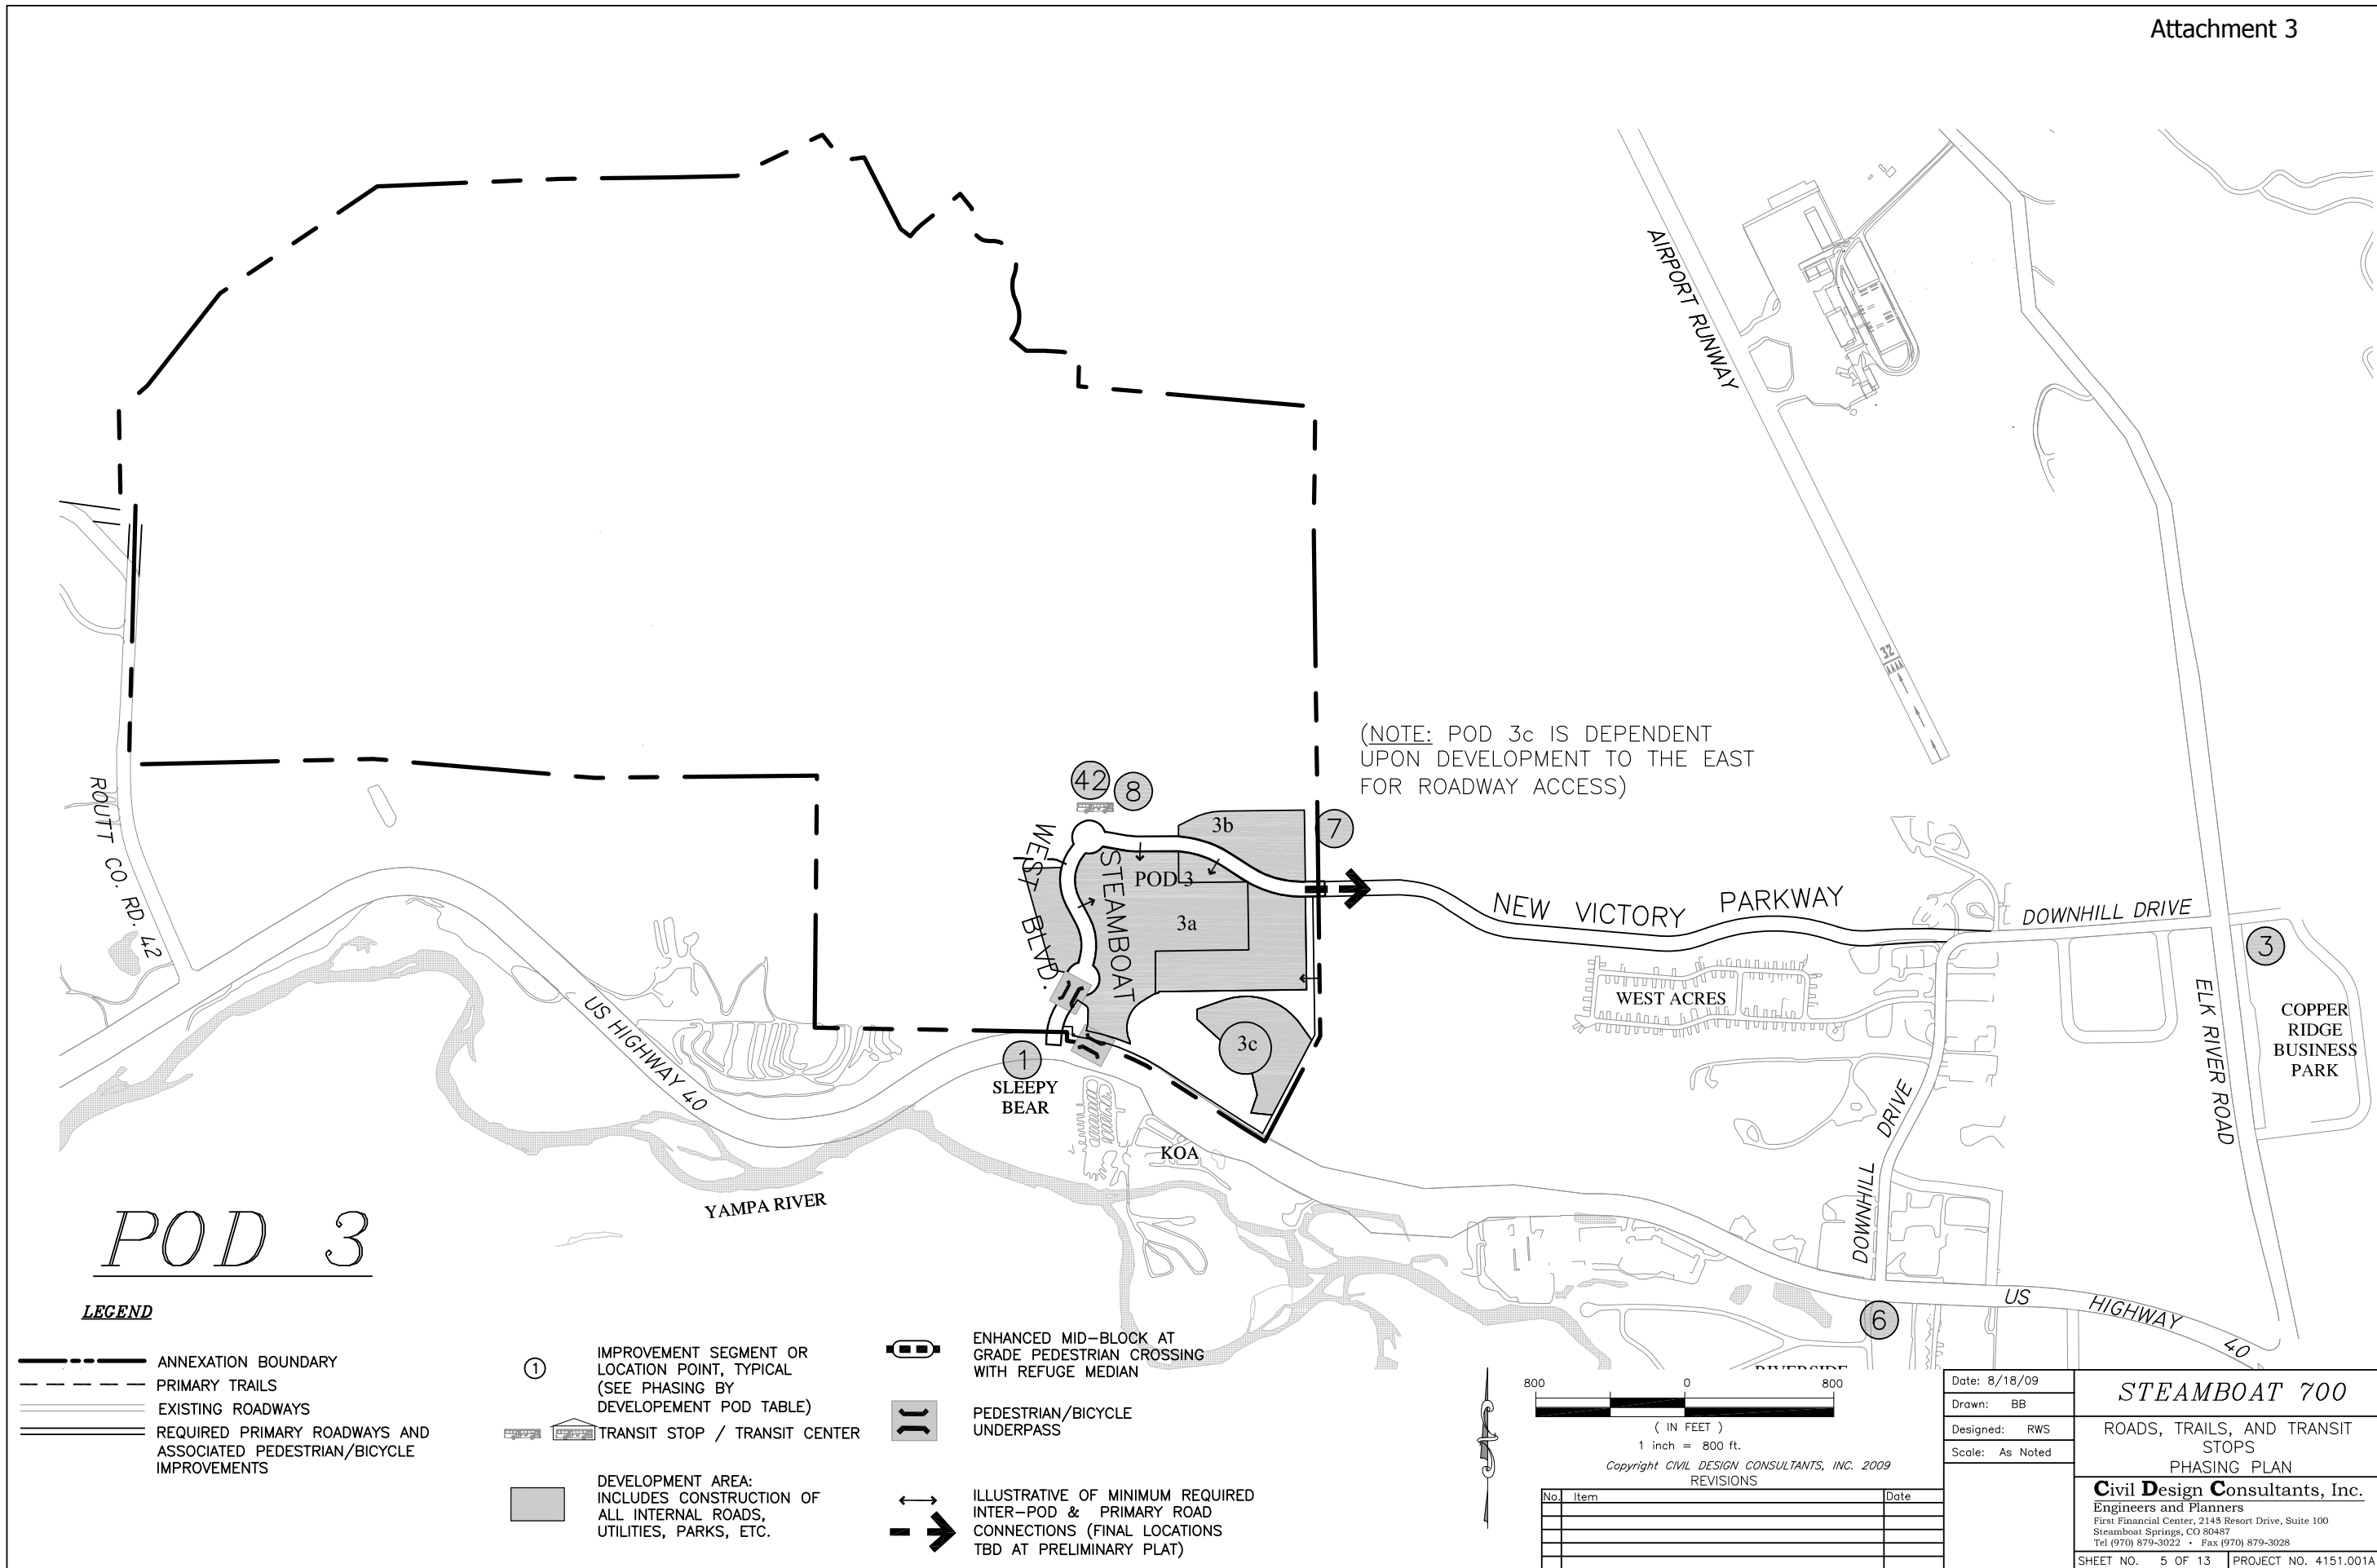 Attachment 3
AIRPORT RUNWAY
32
(NOTE: POD 3c IS DEPENDENT
UPON DEVELOPMENT TO THE EAST
FOR ROADWAY ACCESS)
ROUTT CO. RD. 42
42
8
7
3b
WEST BLVD.
STEAMBOAT
POD 3
3a
3c
NEW VICTORY PARKWAY
DOWNHILL DRIVE
3
WEST ACRES
ELK RIVER ROAD
COPPER
RIDGE
BUSINESS
PARK
US HIGHWAY 40
1
SLEEPY
BEAR
KOA
YAMPA RIVER
DOWNHILL DRIVE
6
US HIGHWAY 40
POD 3
LEGEND
ANNEXATION BOUNDARY
PRIMARY TRAILS
EXISTING ROADWAYS
REQUIRED PRIMARY ROADWAYS AND
ASSOCIATED PEDESTRIAN/BICYCLE
IMPROVEMENTS
1
IMPROVEMENT SEGMENT OR
LOCATION POINT, TYPICAL
(SEE PHASING BY
DEVELOPEMENT POD TABLE)
TRANSIT STOP / TRANSIT CENTER
DEVELOPMENT AREA:
INCLUDES CONSTRUCTION OF
ALL INTERNAL ROADS,
UTILITIES, PARKS, ETC.
ENHANCED MID-BLOCK AT
GRADE PEDESTRIAN CROSSING
WITH REFUGE MEDIAN
PEDESTRIAN/BICYCLE
UNDERPASS
ILLUSTRATIVE OF MINIMUM REQUIRED
INTER-POD & PRIMARY ROAD
CONNECTIONS (FINAL LOCATIONS
TBD AT PRELIMINARY PLAT)
800 0 800
( IN FEET )
1 inch = 800 ft.
Copyright CIVIL DESIGN CONSULTANTS, INC. 2009
REVISIONS
No. Item Date
Date: 8/18/09
Drawn: BB
Designed: RWS
Scale: As Noted
STEAMBOAT 700
ROADS, TRAILS, AND TRANSIT
STOPS
PHASING PLAN
Civil Design Consultants, Inc.
Engineers and Planners
First Financial Center, 2145 Resort Drive, Suite 100
Steamboat Springs, CO 80487
Tel (970) 879-3022 • Fax (970) 879-3028
SHEET NO. 5 OF 13 PROJECT NO. 4151.001A